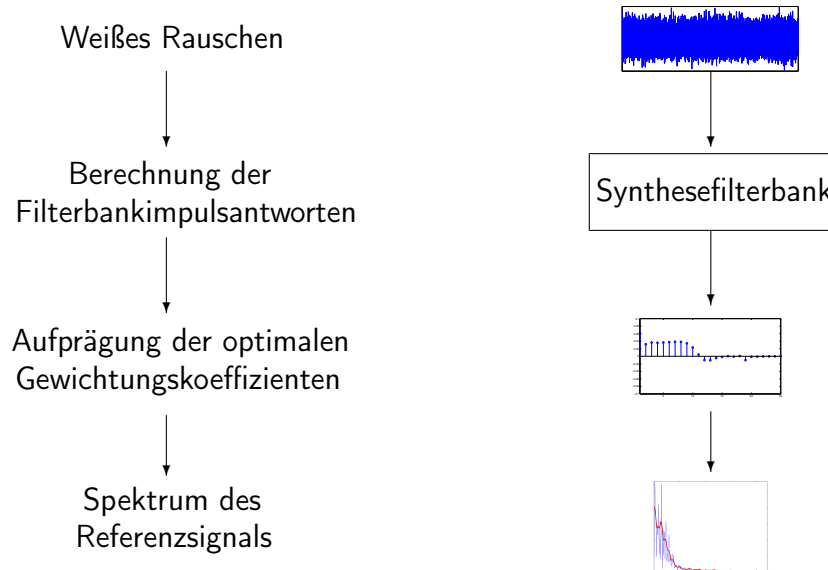 Weißes Rauschen
Berechnung der
Filterbankimpulsantworten
Synthesefilterbank
Aufprägung der optimalen
Gewichtungskoeffizienten
Spektrum des
Referenzsignals